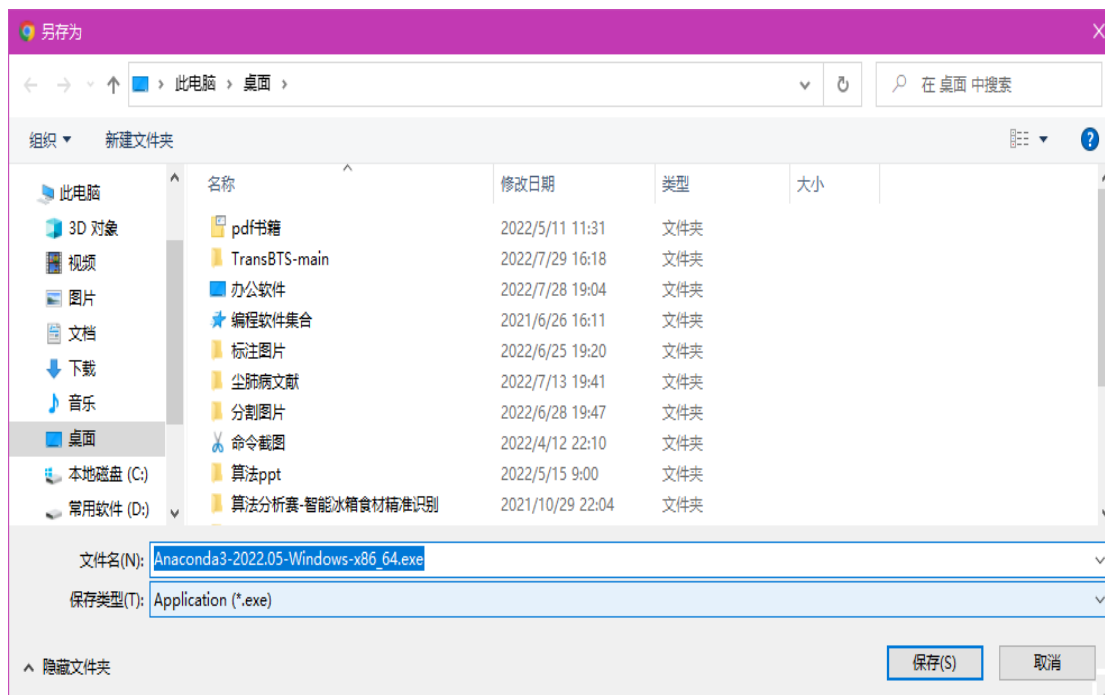 另存为
此电脑 › 桌面 ›
在 桌面 中搜索
组织 新建文件夹
名称 修改日期 类型 大小
此电脑
3D 对象
视频
图片
文档
下载
音乐
桌面
本地磁盘 (C:)
常用软件 (D:)
pdf书籍 2022/5/11 11:31 文件夹
TransBTS-main 2022/7/29 16:18 文件夹
办公软件 2022/7/28 19:04 文件夹
编程软件集合 2021/6/26 16:11 文件夹
标注图片 2022/6/25 19:20 文件夹
尘肺病文献 2022/7/13 19:41 文件夹
分割图片 2022/6/28 19:47 文件夹
命令截图 2022/4/12 22:10 文件夹
算法ppt 2022/5/15 9:00 文件夹
算法分析赛-智能冰箱食材精准识别 2021/10/29 22:04 文件夹
文件名(N): Anaconda3-2022.05-Windows-x86_64.exe
保存类型(T): Application (*.exe)
隐藏文件夹 保存(S) 取消